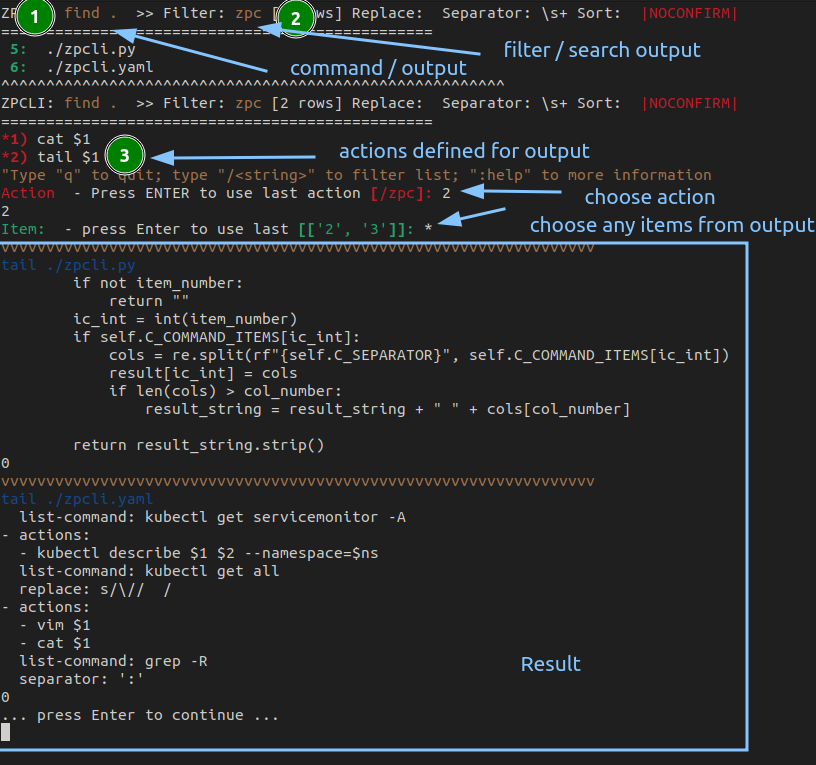 ZP 1 find .  >> Filter: zpc [2 ws] Replace:  Separator: \s+ Sort:  |NOCONFIRM|
================================================
filter / search output
 5:  ./zpcli.py
 6:  ./zpcli.yaml
command / output
^^^^^^^^^^^^^^^^^^^^^^^^^^^^^^^^^^^^^^^^^^^^^^^^^^^^^^^^
ZPCLI: find .  >> Filter: zpc [2 rows] Replace:  Separator: \s+ Sort:  |NOCONFIRM|
================================================
*1) cat $1
*2) tail $1
3
actions defined for output
"Type "q" to quit; type "/<string>" to filter list; ":help" to more information
Action  - Press ENTER to use last action [/zpc]: 2
choose action
2
Item:  - press Enter to use last [['2', '3']]: *
choose any items from output
vvvvvvvvvvvvvvvvvvvvvvvvvvvvvvvvvvvvvvvvvvvvvvvvvvvvvvvvvvvvvvvvvv
tail ./zpcli.py
        if not item_number:
            return ""
        ic_int = int(item_number)
        if self.C_COMMAND_ITEMS[ic_int]:
            cols = re.split(rf"{self.C_SEPARATOR}", self.C_COMMAND_ITEMS[ic_int])
            result[ic_int] = cols
            if len(cols) > col_number:
                result_string = result_string + " " + cols[col_number]
        return result_string.strip()
0
vvvvvvvvvvvvvvvvvvvvvvvvvvvvvvvvvvvvvvvvvvvvvvvvvvvvvvvvvvvvvvvvvv
tail ./zpcli.yaml
  list-command: kubectl get servicemonitor -A
- actions:
  - kubectl describe $1 $2 --namespace=$ns
  list-command: kubectl get all
  replace: s/\//  /
- actions:
  - vim $1
  - cat $1
  list-command: grep -R
Result
  separator: ':'
0
... press Enter to continue ...